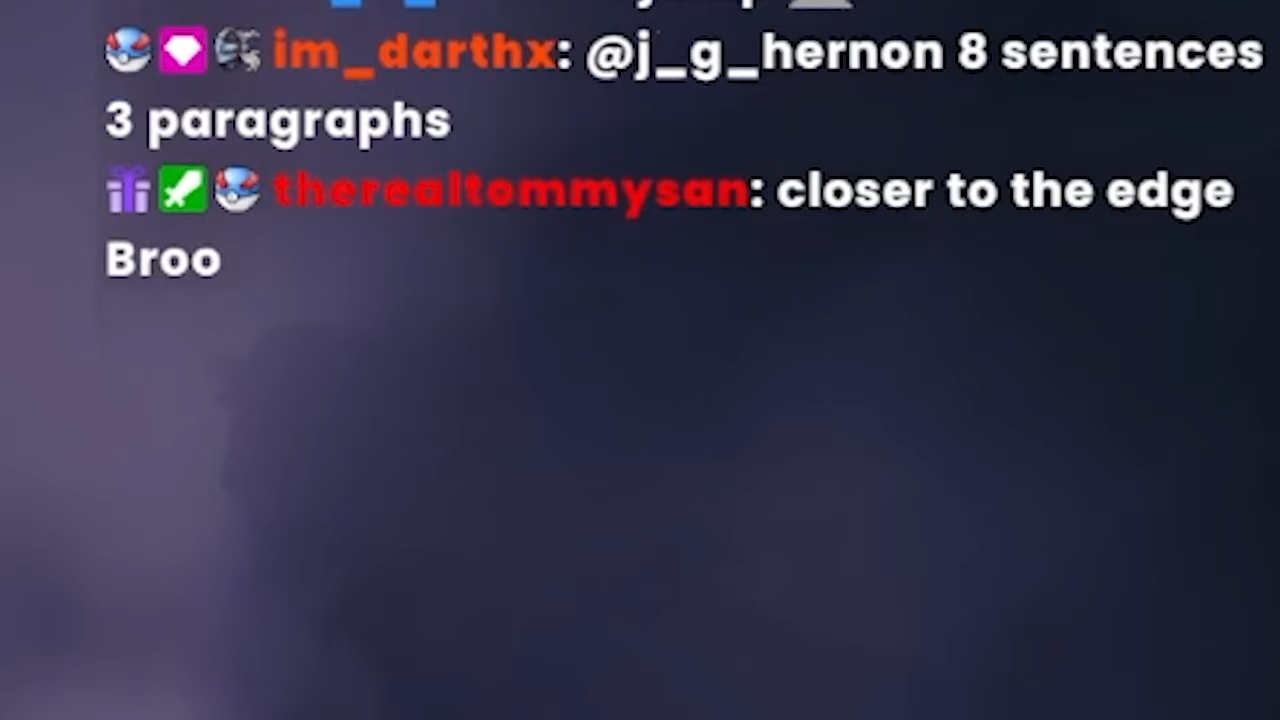 im_darthx: @j_g_hernon 8 sentences
3 paragraphs
therealtommysan: closer to the edge
Broo